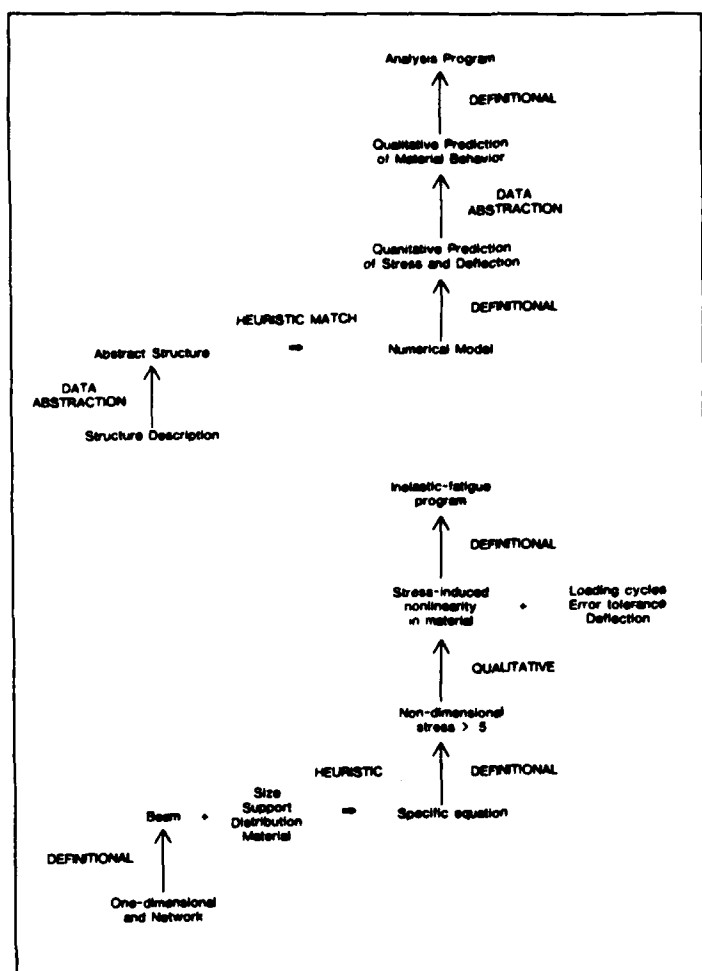 Analysis Program
DEFINITIONAL
Qualitative Prediction
of Material Behavior
DATA
ABSTRACTION
Quanitative Prediction
of Stress and Deflection
HEURISTIC MATCH
DEFINITIONAL
Abstract Structure
⇒
Numerical Model
DATA
ABSTRACTION
Structure Description
Inelastic-fatigue
program
DEFINITIONAL
Stress-induced
nonlinearity
in material
+
Loading cycles
Error tolerance
Deflection
QUALITATIVE
Non-dimensional
stress > .5
HEURISTIC
DEFINITIONAL
Beam
+
Size
Support
Distribution
Material
⇒
Specific equation
DEFINITIONAL
One-dimensional
and Network